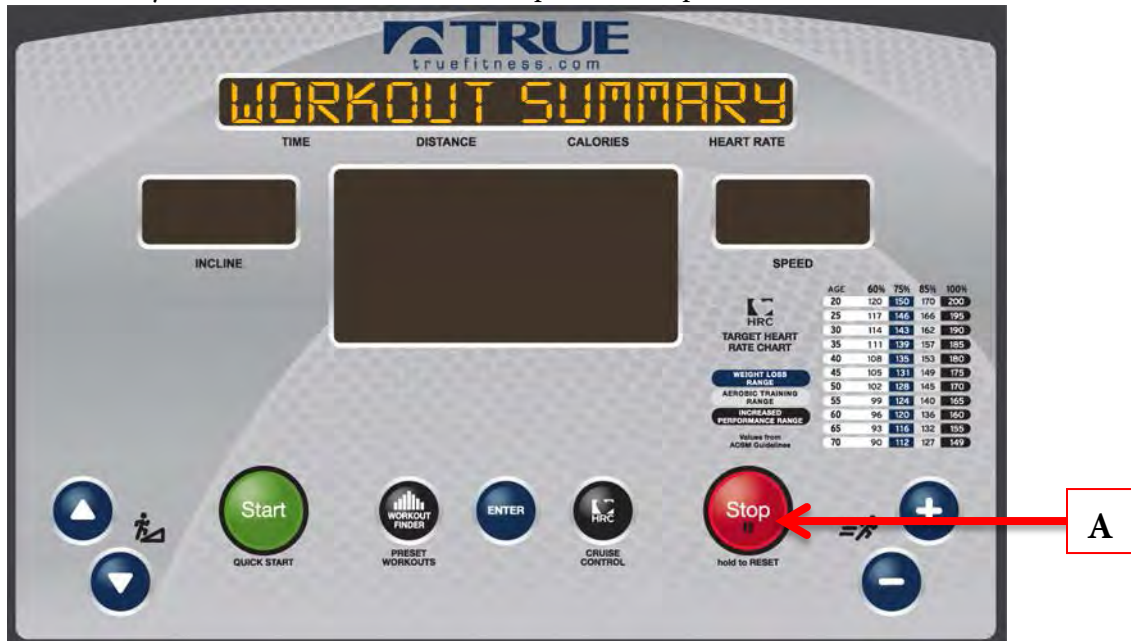 TRUE
truefitness.com
WORKOUT SUMMARY
TIME DISTANCE CALORIES HEART RATE
INCLINE
SPEED
HRC
TARGET HEART
RATE CHART
WEIGHT LOSS
RANGE
AEROBIC TRAINING
RANGE
INCREASED
PERFORMANCE RANGE
Values from
ACSM Guidelines
AGE 60% 75% 85% 100%
20 120 150 170 200
25 117 146 166 195
30 114 143 162 190
35 111 139 157 185
40 108 135 153 180
45 105 131 149 175
50 102 128 145 170
55 99 124 140 165
60 96 120 136 160
65 93 116 132 155
70 90 112 127 149
Start
QUICK START
WORKOUT
FINDER
PRESET
WORKOUTS
ENTER
HRC
CRUISE
CONTROL
Stop
hold to RESET
A